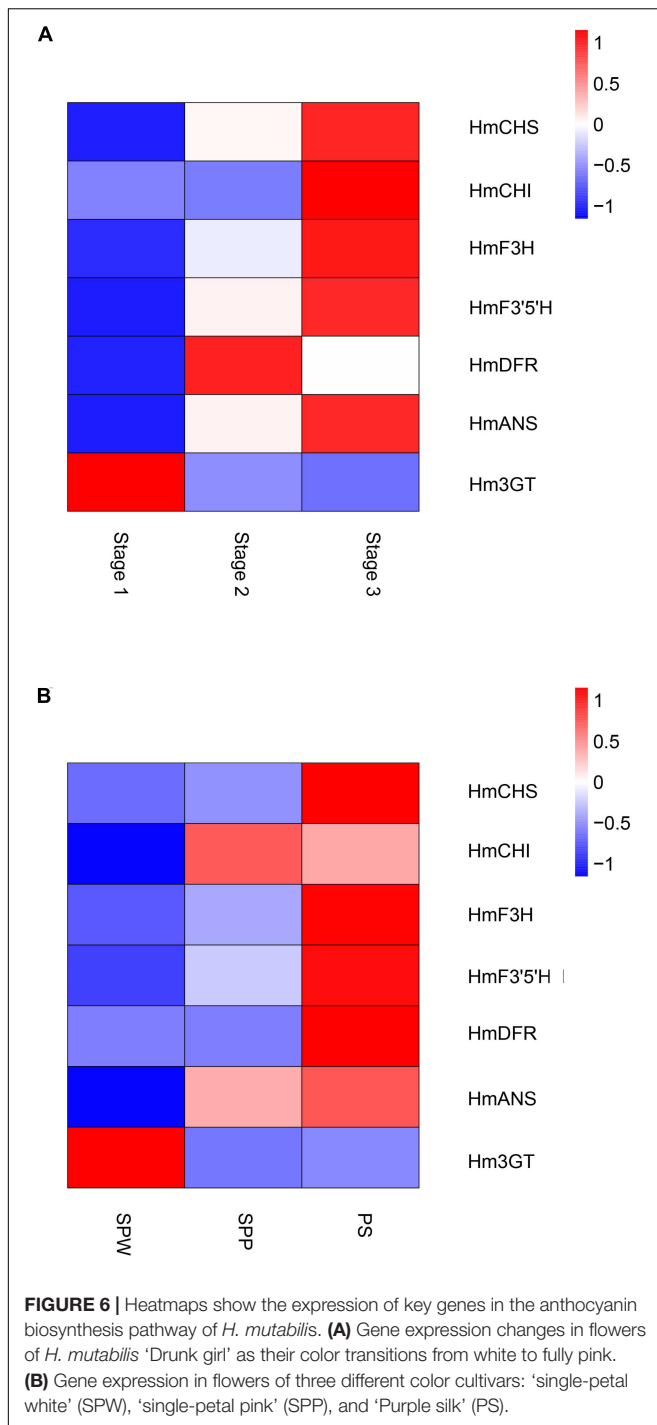 A
1
0.5
0
−0.5
−1
HmCHS
HmCHI
HmF3H
HmF3'5'H
HmDFR
HmANS
Hm3GT
Stage 1
Stage 2
Stage 3
B
1
0.5
0
−0.5
−1
HmCHS
HmCHI
HmF3H
HmF3'5'H
HmDFR
HmANS
Hm3GT
SPW
SPP
PS
FIGURE 6 | Heatmaps show the expression of key genes in the anthocyanin
biosynthesis pathway of H. mutabilis. (A) Gene expression changes in flowers
of H. mutabilis ‘Drunk girl’ as their color transitions from white to fully pink.
(B) Gene expression in flowers of three different color cultivars: ‘single-petal
white’ (SPW), ‘single-petal pink’ (SPP), and ‘Purple silk’ (PS).